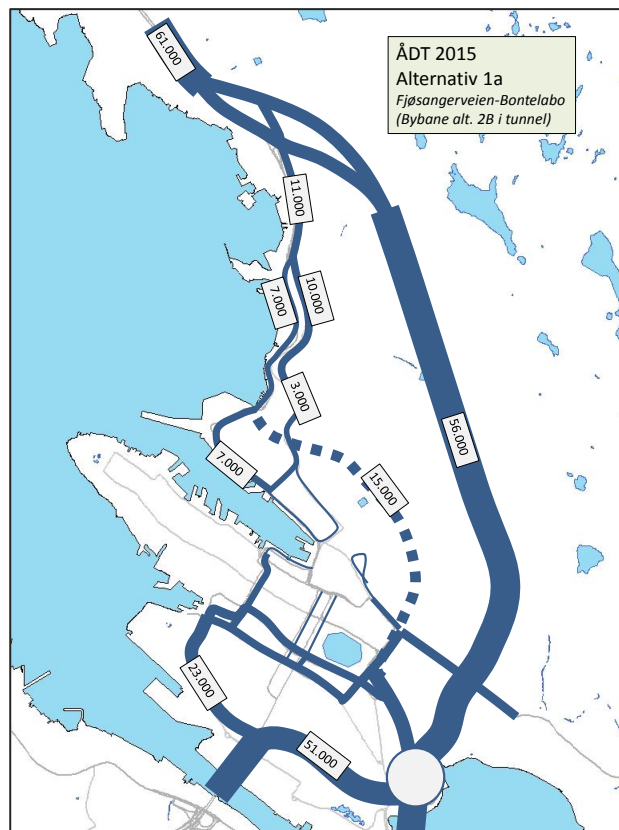 61.000
ÅDT 2015
Alternativ 1a
Fjøsangerveien-Bontelabo
(Bybane alt. 2B i tunnel)
11.000
7.000
10.000
3.000
56.000
7.000
15.000
23.000
51.000